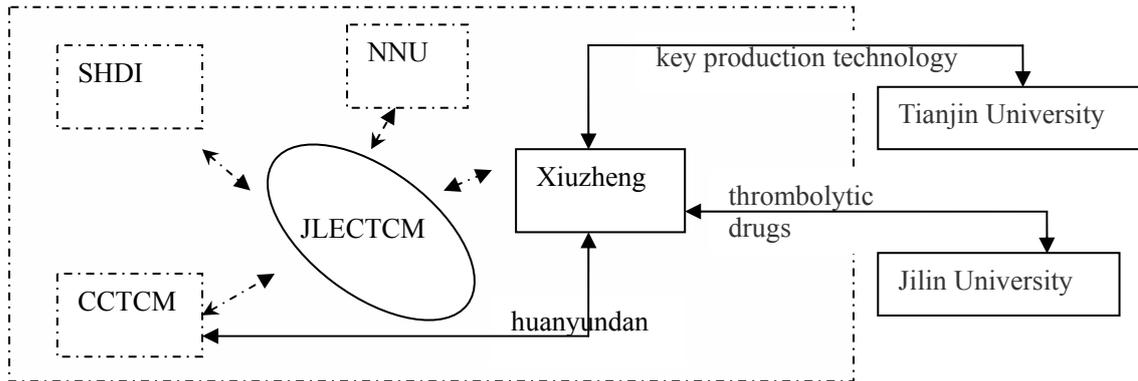 NNU
SHDI
key production technology
Tianjin University
Xiuzheng
thrombolytic
drugs
JLECTCM
Jilin University
CCTCM
huanyundan